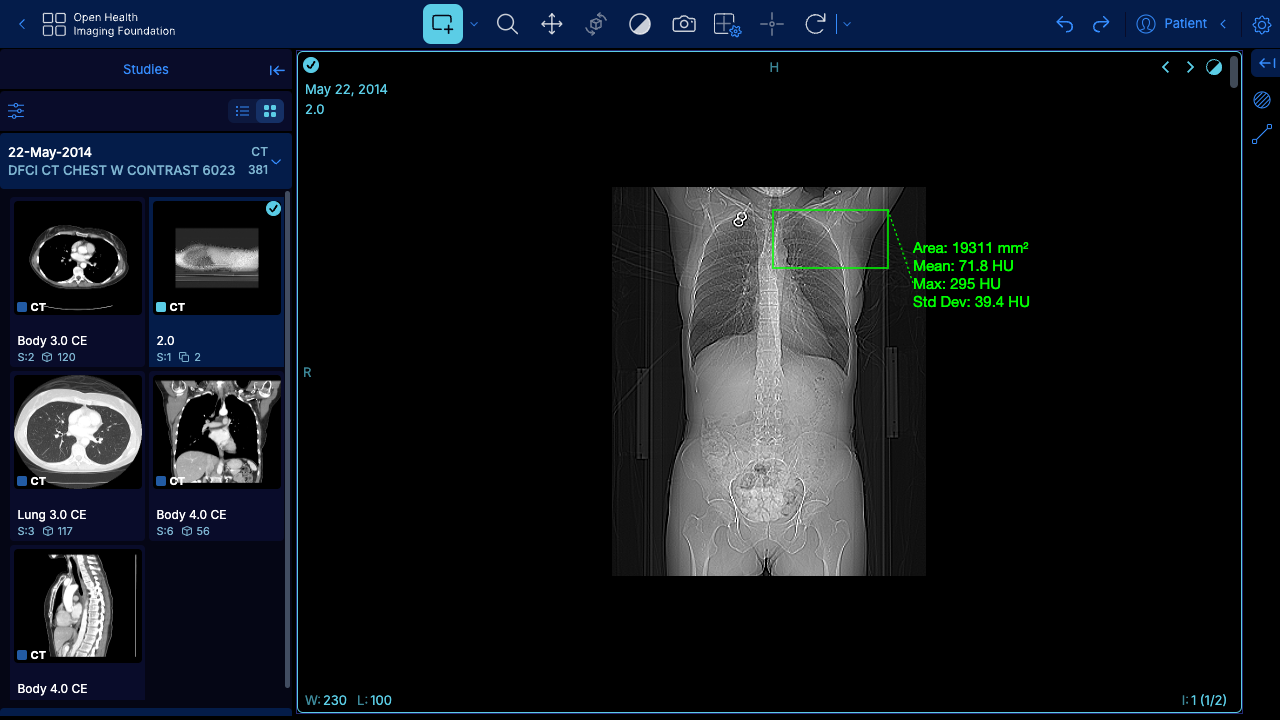 Open Health
Imaging Foundation
Patient
Studies
22-May-2014
DFCI CT CHEST W CONTRAST 6023
CT
381
CT
Body 3.0 CE
S:2 120
CT
2.0
S:1 2
CT
Lung 3.0 CE
S:3 117
CT
Body 4.0 CE
S:6 56
CT
Body 4.0 CE
May 22, 2014
2.0
H
R
Area: 19311 mm²
Mean: 71.8 HU
Max: 295 HU
Std Dev: 39.4 HU
W: 230 L: 100
I: 1 (1/2)